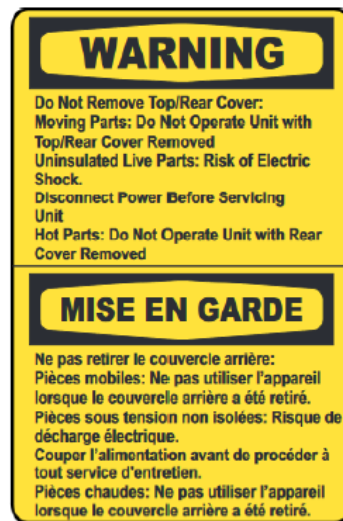 WARNING
Do Not Remove Top/Rear Cover:
Moving Parts: Do Not Operate Unit with
Top/Rear Cover Removed
Uninsulated Live Parts: Risk of Electric
Shock.
Disconnect Power Before Servicing
Unit
Hot Parts: Do Not Operate Unit with Rear
Cover Removed
MISE EN GARDE
Ne pas retirer le couvercle arrière:
Pièces mobiles: Ne pas utiliser l'appareil
lorsque le couvercle arrière a été retiré.
Pièces sous tension non isolées: Risque de
décharge électrique.
Couper l'alimentation avant de procéder à
tout service d'entretien.
Pièces chaudes: Ne pas utiliser l'appareil
lorsque le couvercle arrière a été retiré.